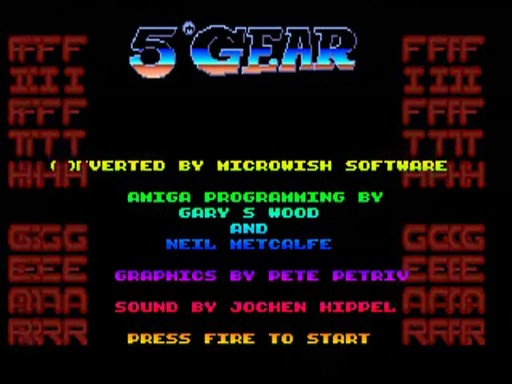 5th GEAR
CONVERTED BY MICROWISH SOFTWARE
AMIGA PROGRAMMING BY
GARY S WOOD
AND
NEIL METCALFE
GRAPHICS BY PETE PETRIV
SOUND BY JOCHEN HIPPEL
PRESS FIRE TO START